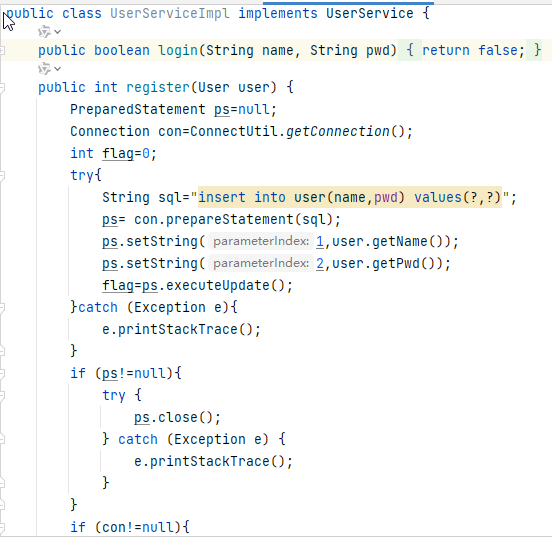 public class UserServiceImpl implements UserService {
public boolean login(String name, String pwd) { return false; }
public int register(User user) {
PreparedStatement ps=null;
Connection con=ConnectUtil.getConnection();
int flag=0;
try{
String sql="insert into user(name,pwd) values(?,?)";
ps= con.prepareStatement(sql);
ps.setString( parameterIndex: 1,user.getName());
ps.setString( parameterIndex: 2,user.getPwd());
flag=ps.executeUpdate();
}catch (Exception e){
e.printStackTrace();
}
if (ps!=null){
try {
ps.close();
} catch (Exception e) {
e.printStackTrace();
}
}
if (con!=null){